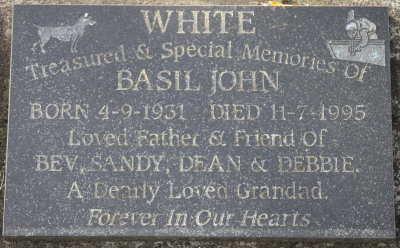 WHITE
Treasured & Special Memories Of
BASIL JOHN
BORN 4-9-1931 DIED 11-7-1995
Loved Father & Friend Of
BEV, SANDY, DEAN & DEBBIE.
A Dearly Loved Grandad.
Forever In Our Hearts